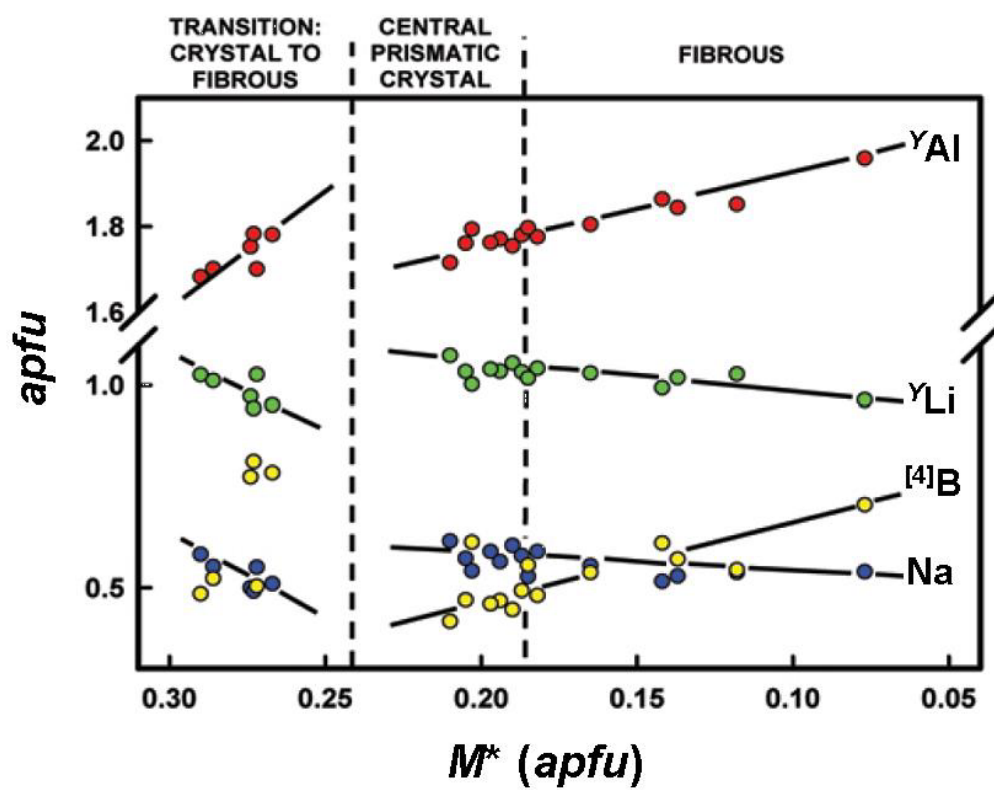 TRANSITION:
CRYSTAL TO
FIBROUS
CENTRAL
PRISMATIC
CRYSTAL
FIBROUS
2.0
1.8
1.6
1.0
0.5
apfu
YAl
YLi
[4]B
Na
0.30
0.25
0.20
0.15
0.10
0.05
M* (apfu)